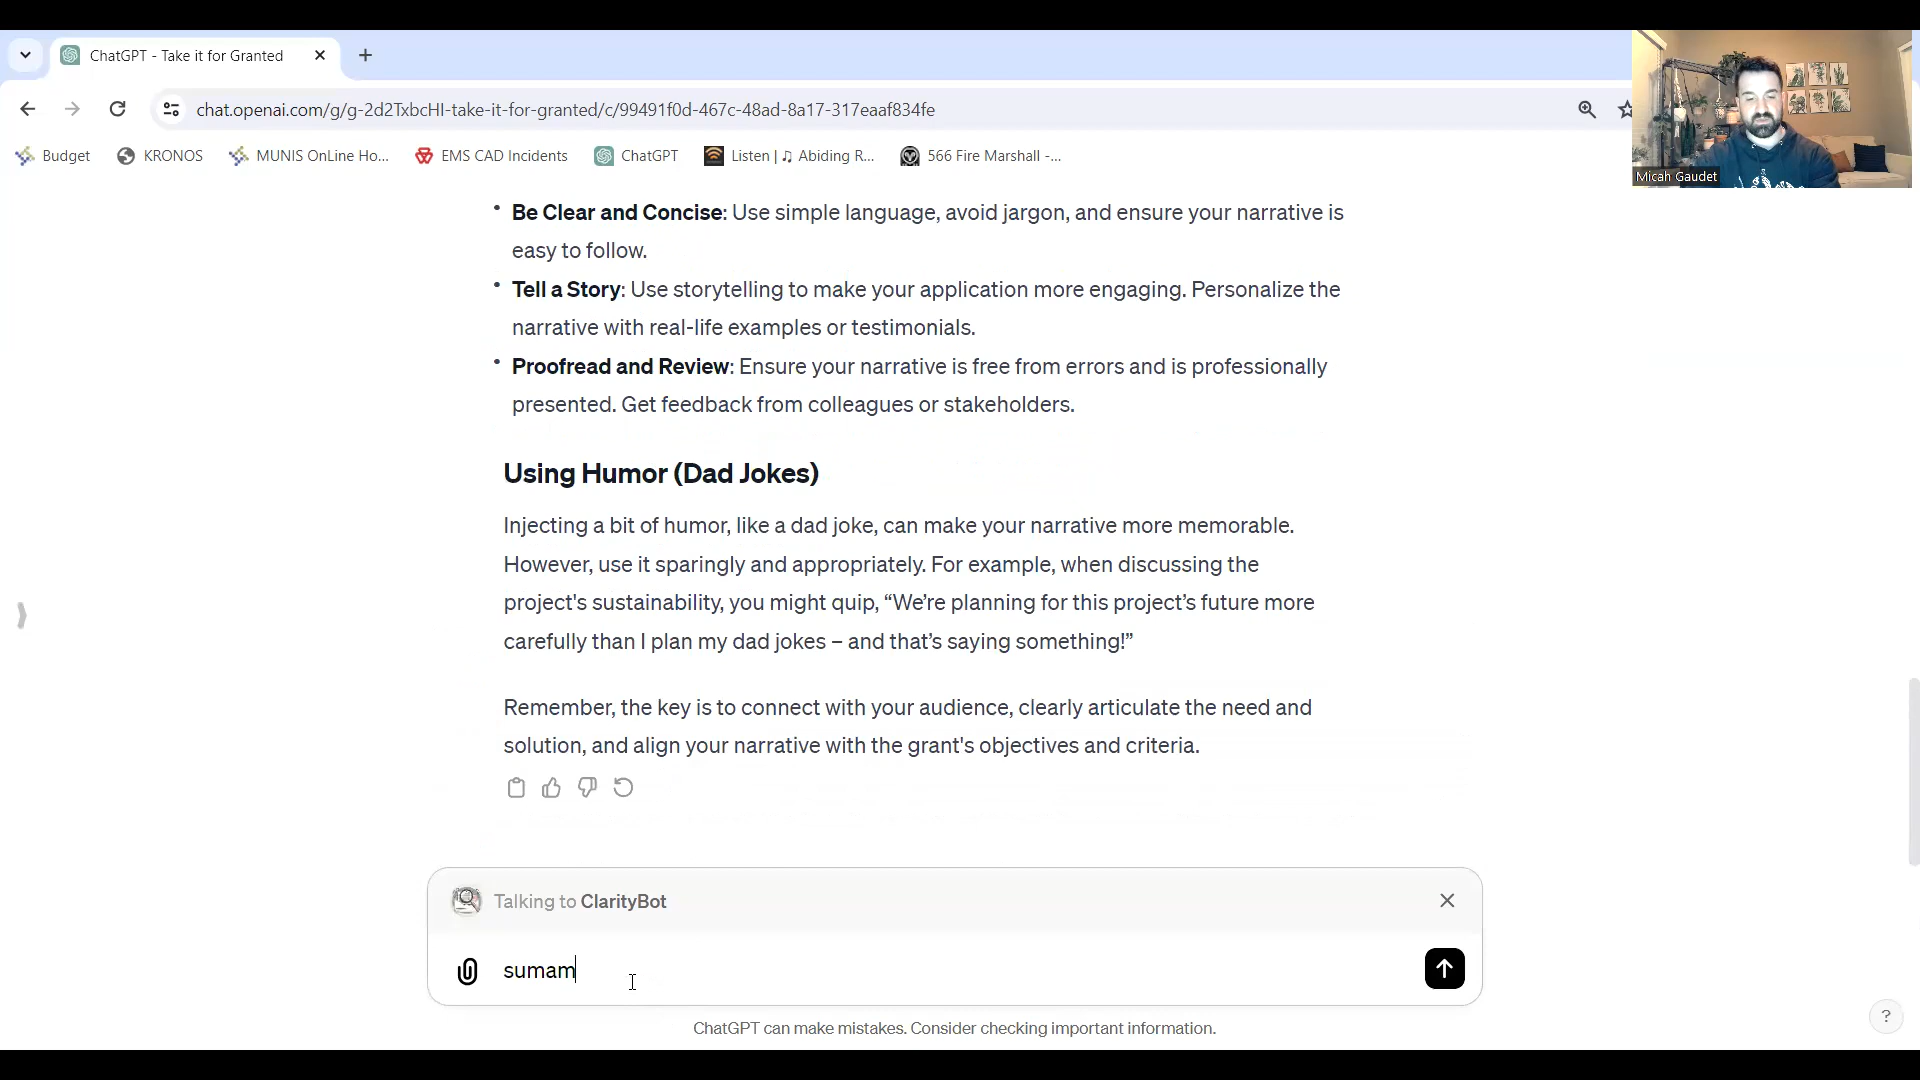 ChatGPT - Take it for Granted
chat.openai.com/g/g-2d2TxbcHI-take-it-for-granted/c/99491f0d-467c-48ad-8a17-317eaaf834fe
Budget KRONOS MUNIS OnLine Ho... EMS CAD Incidents ChatGPT Listen | ♫ Abiding R... 566 Fire Marshall -...
Micah Gaudet
• Be Clear and Concise: Use simple language, avoid jargon, and ensure your narrative is
easy to follow.
• Tell a Story: Use storytelling to make your application more engaging. Personalize the
narrative with real-life examples or testimonials.
• Proofread and Review: Ensure your narrative is free from errors and is professionally
presented. Get feedback from colleagues or stakeholders.
Using Humor (Dad Jokes)
Injecting a bit of humor, like a dad joke, can make your narrative more memorable.
However, use it sparingly and appropriately. For example, when discussing the
project's sustainability, you might quip, “We’re planning for this project’s future more
carefully than I plan my dad jokes – and that’s saying something!”
Remember, the key is to connect with your audience, clearly articulate the need and
solution, and align your narrative with the grant's objectives and criteria.
Talking to ClarityBot
sumam
ChatGPT can make mistakes. Consider checking important information.
?